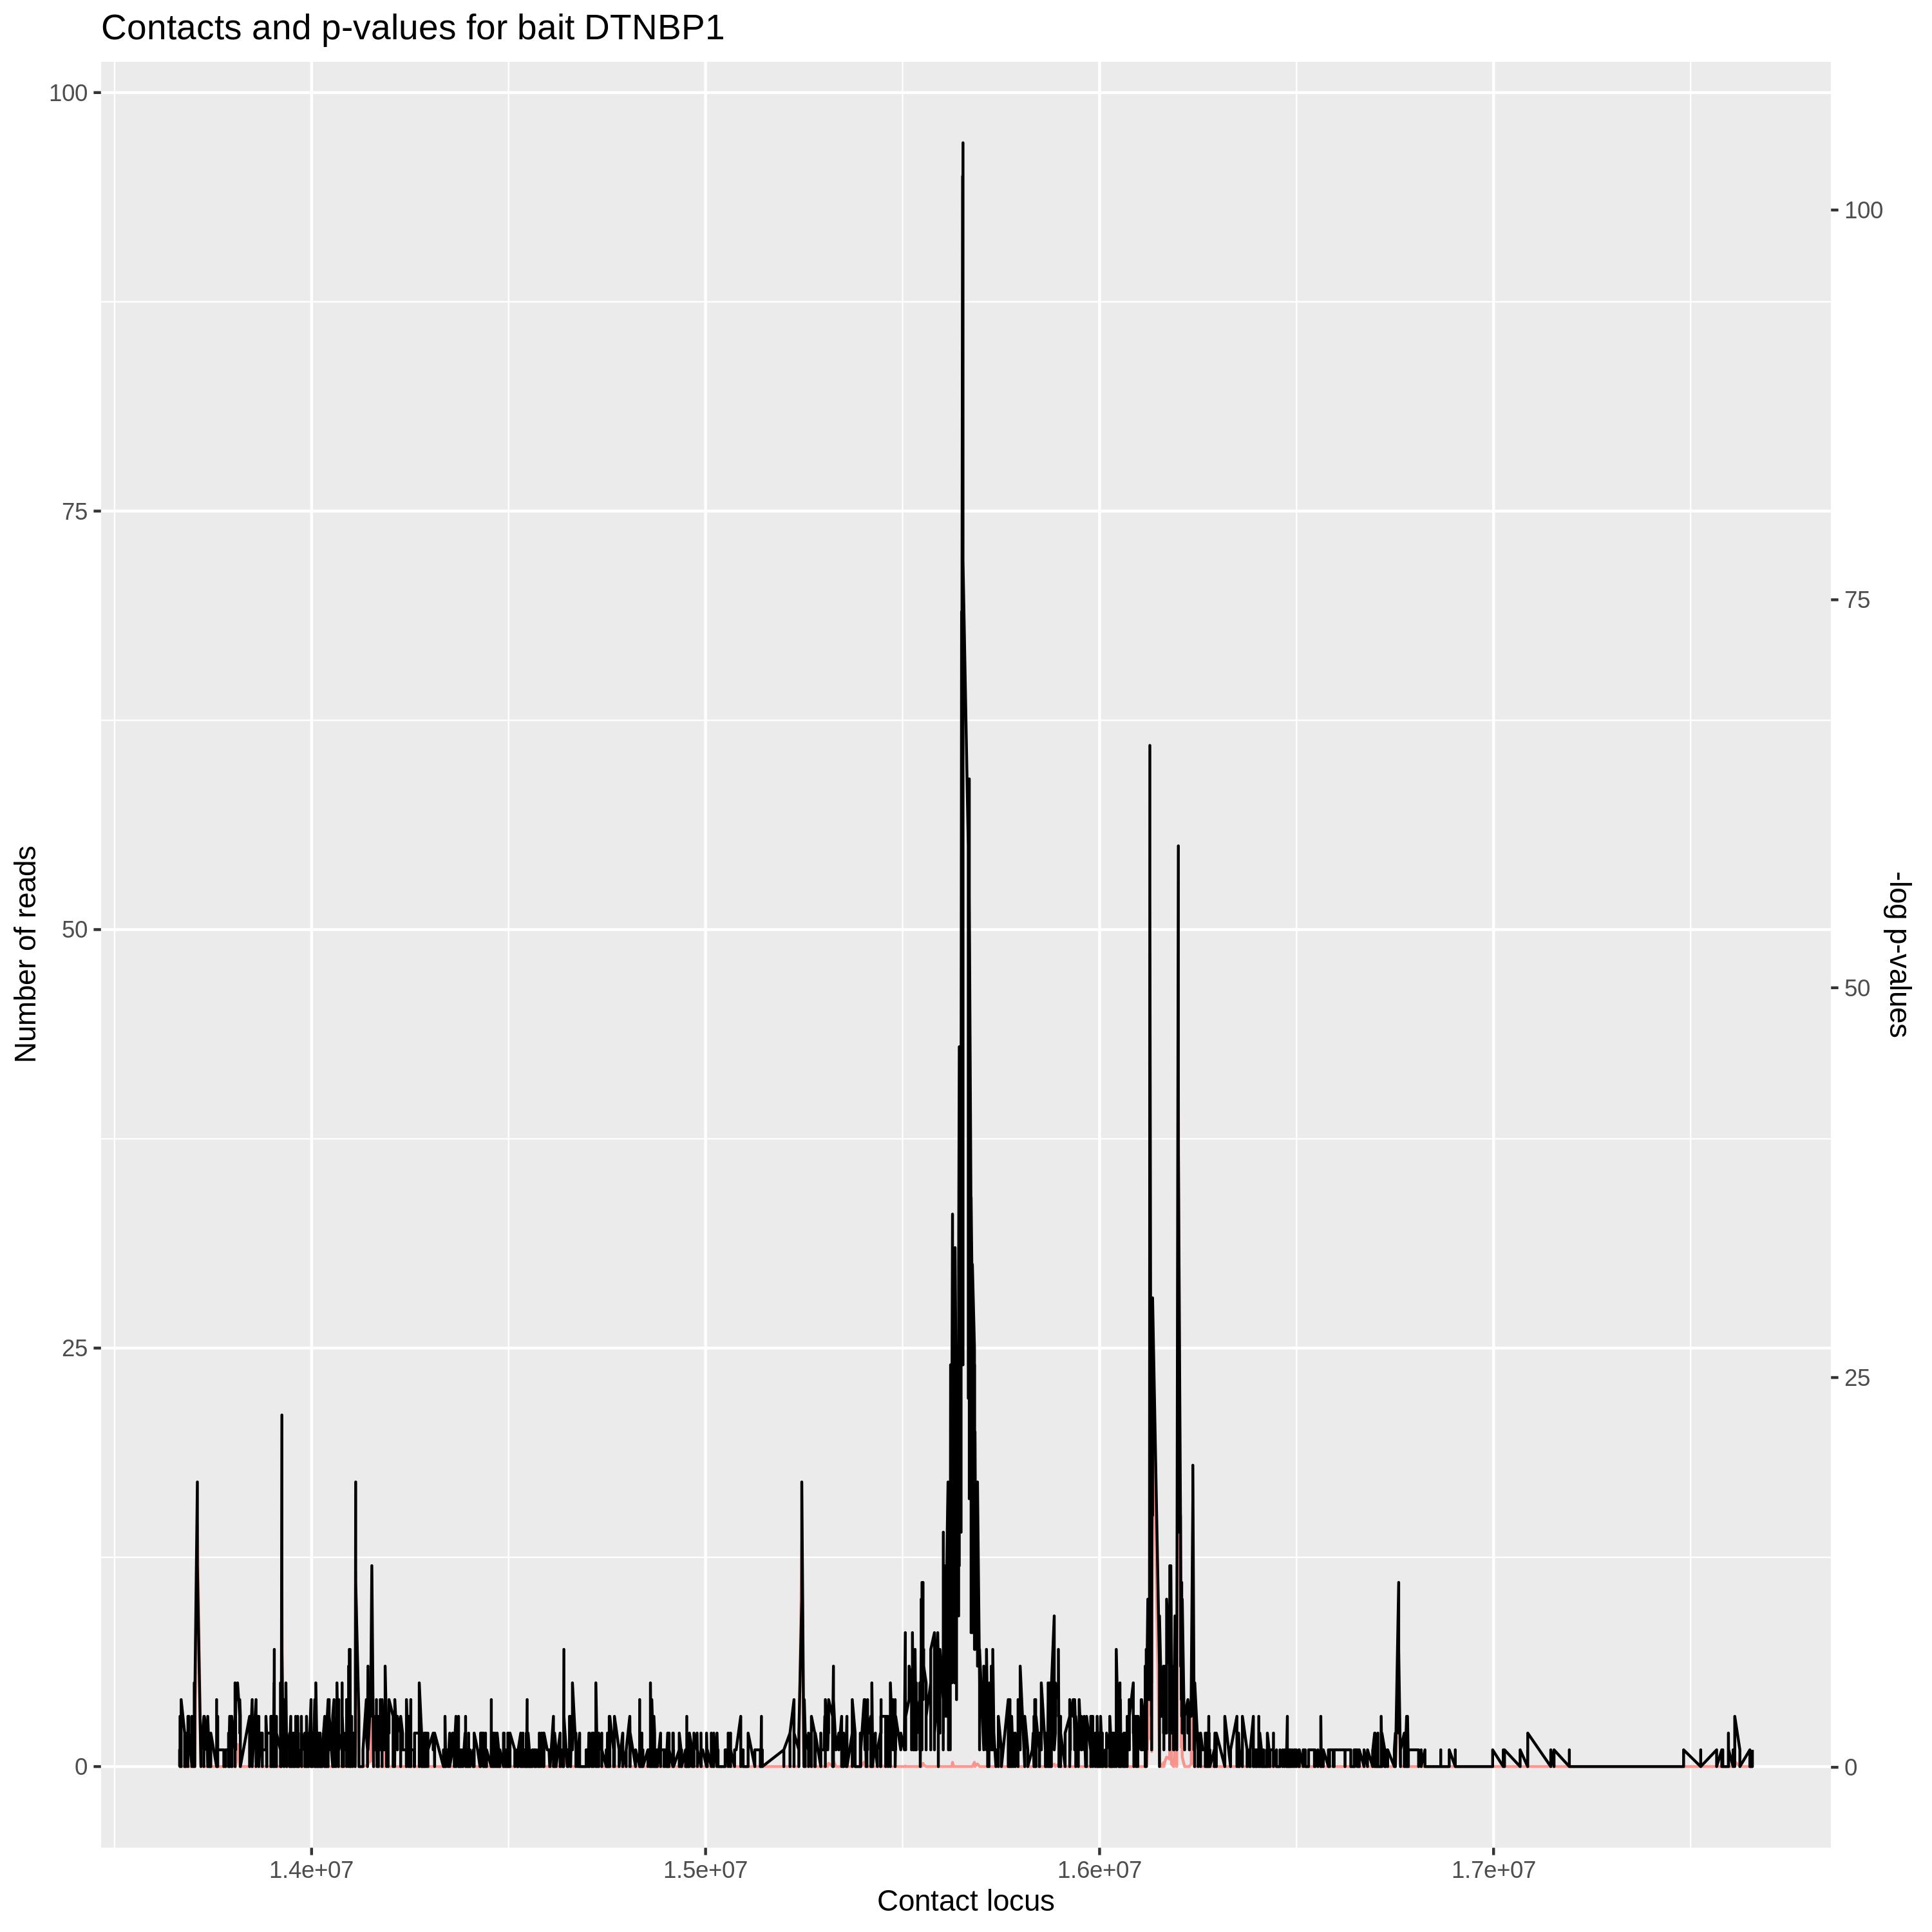 Contacts and p-values for bait DTNBP1
100
75
50
25
0
Number of reads
100
75
50
25
0
-log p-values
1.4e+07
1.5e+07
1.6e+07
1.7e+07
Contact locus